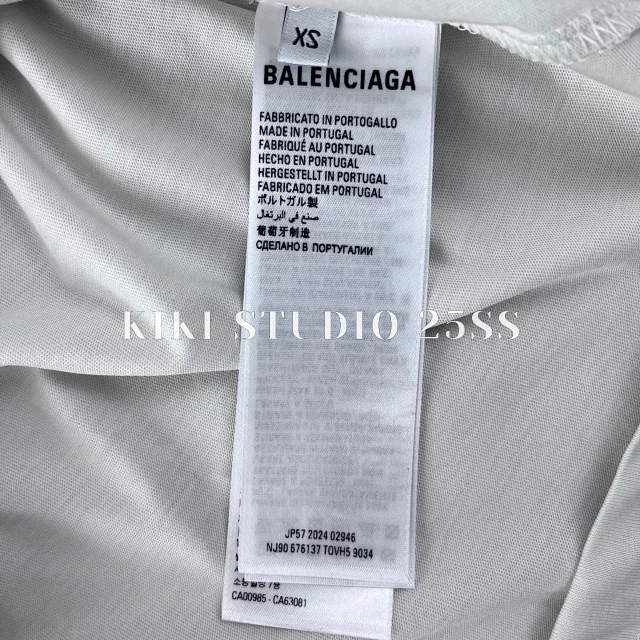 XS
BALENCIAGA
FABBRICATO IN PORTOGALLO
MADE IN PORTUGAL
FABRIQUÉ AU PORTUGAL
HECHO EN PORTUGAL
HERGESTELLT IN PORTUGAL
FABRICADO EM PORTUGAL
ポルトガル製
صنع في البرتغال
葡萄牙制造
СДЕЛАНО В ПОРТУГАЛИИ
KIKI STUDIO 25SS
JP57 2024 02946
NJ90 676137 TOVH5 9034
CA00985 - CA63081